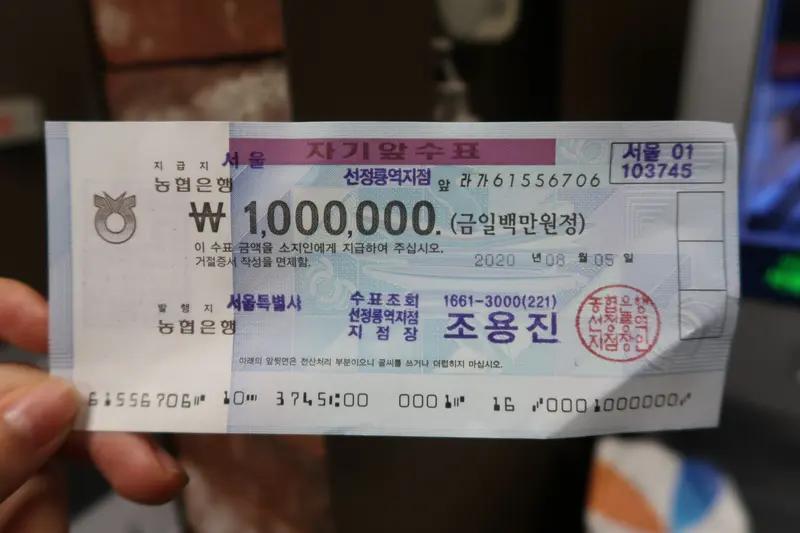 자기앞수표
지급지 서울
농협은행 선정릉역지점 앞 라가61556706
서울 01
103745
₩ 1,000,000. (금일백만원정)
이 수표 금액을 소지인에게 지급하여 주십시오.
거절증서 작성을 면제함.
2020 년 08 월 05 일
발행지 서울특별시
농협은행
수표조회 1661-3000(221)
선정릉역지점
지점장 조용진
농협은행
선정릉역
지점장인
아래의 앞뒷면은 전산처리 부분이오니 글씨를 쓰거나 더럽히지 마십시오.
61556706⑈ 10⑉ 3745⑆00 0001⑈ 16 ⑇0001000000⑇